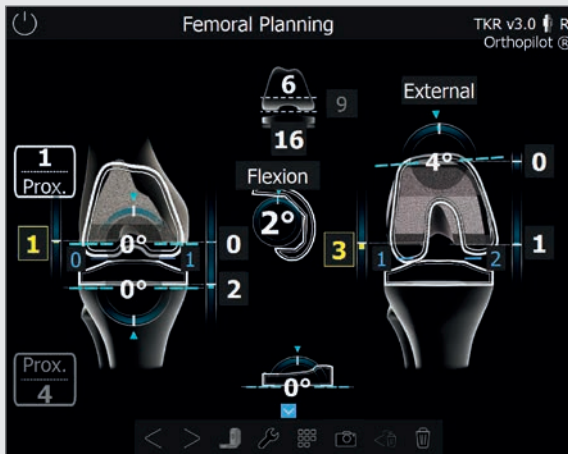 Femoral Planning
TKR v3.0 R
Orthopilot ®
6
9
16
External
1
Prox.
4°
0
Flexion
2°
1
0°
0
3
1
0
1
1
2
0°
2
Prox.
4
0°